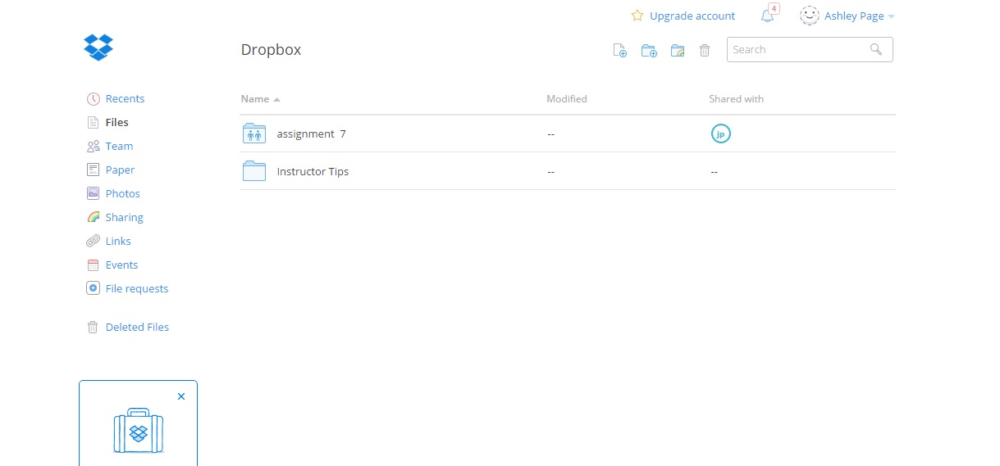 Upgrade account 4 Ashley Page
Dropbox Search
Name Modified Shared with
assignment 7 -- jp
Instructor Tips -- --
Recents
Files
Team
Paper
Photos
Sharing
Links
Events
File requests
Deleted Files